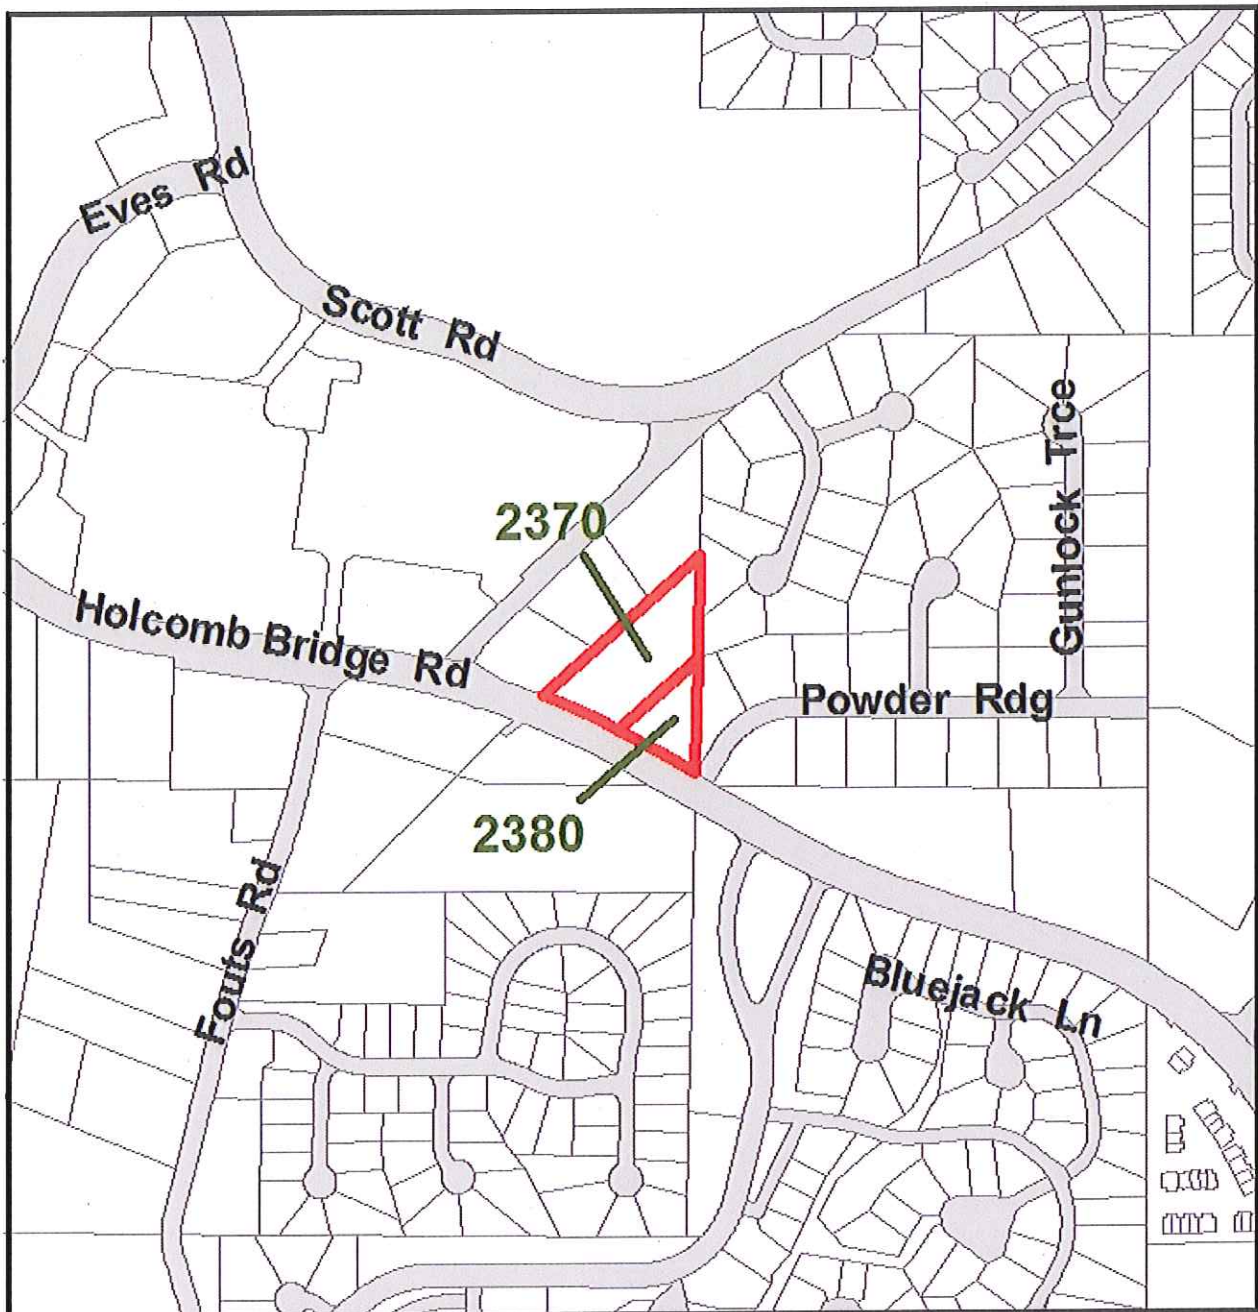 Eves Rd
Scott Rd
Gunlock Trce
2370
Holcomb Bridge Rd
Powder Rdg
2380
Fouts Rd
Bluejack Ln